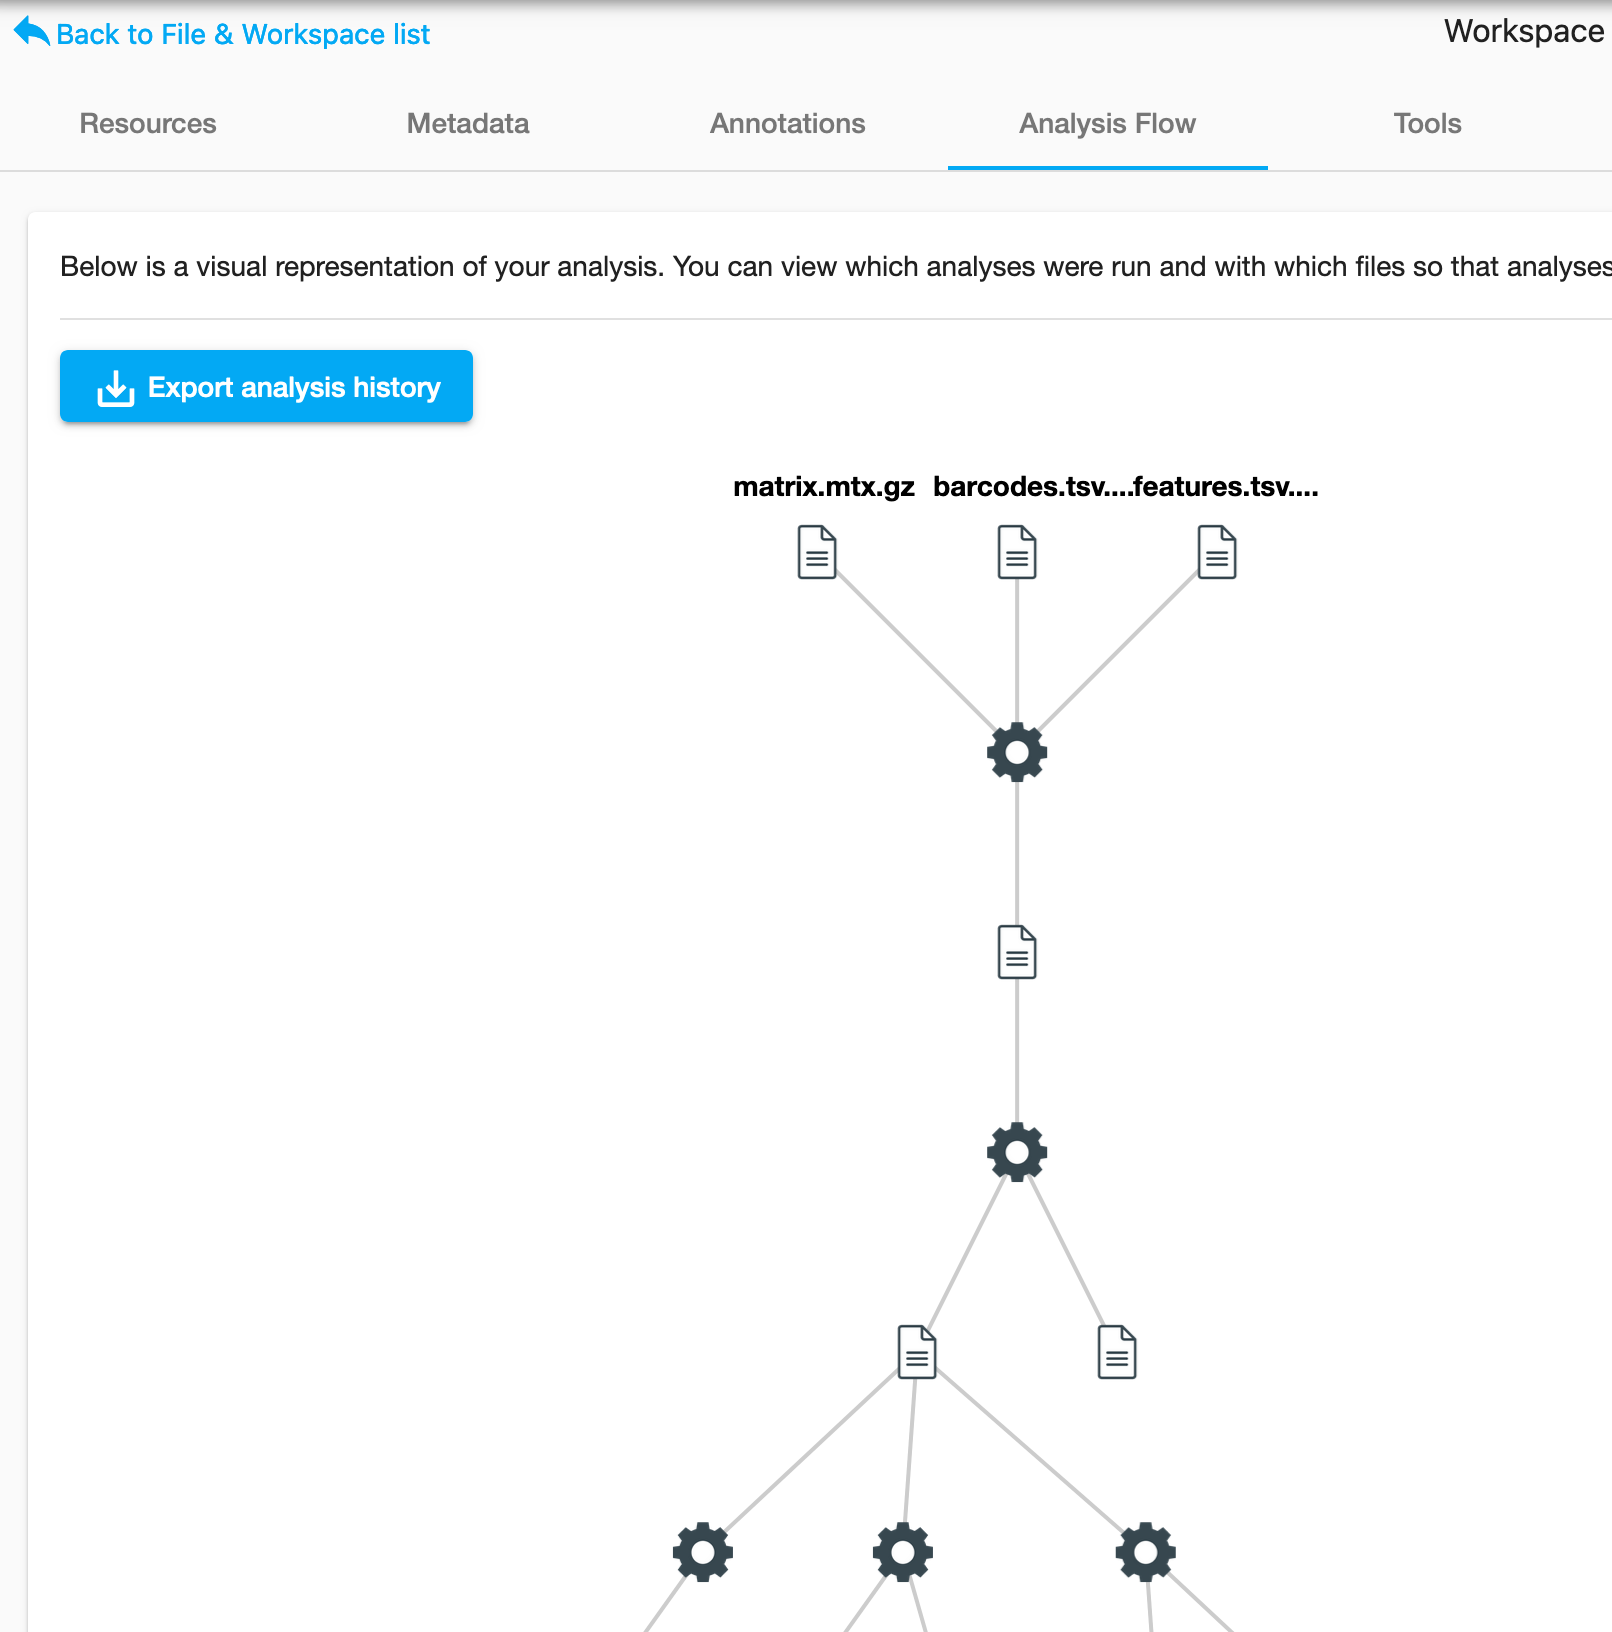 Back to File & Workspace list
Workspace
Resources
Metadata
Annotations
Analysis Flow
Tools
Below is a visual representation of your analysis. You can view which analyses were run and with which files so that analyses
Export analysis history
matrix.mtx.gz
barcodes.tsv....
features.tsv....